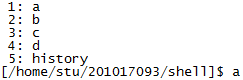 1: a
2: b
3: c
4: d
5: history
[/home/stu/201017093/shell]$ a